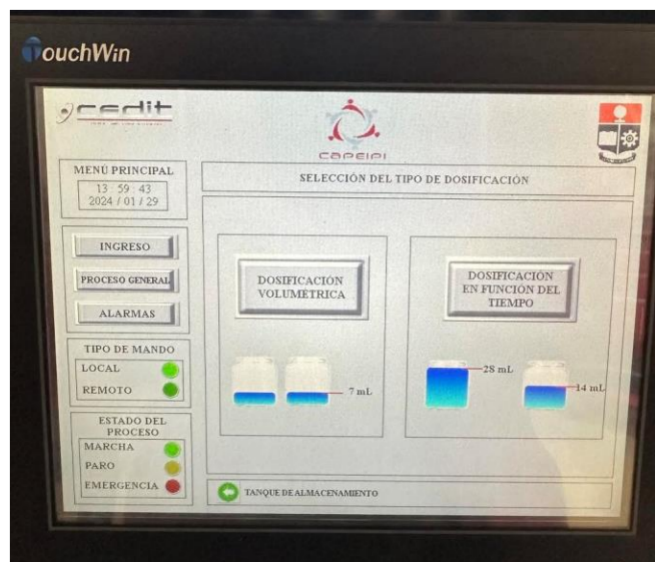 TouchWin
cedit
CAPEIPI
MENÚ PRINCIPAL
13 : 59 : 43
2024 / 01 / 29
SELECCIÓN DEL TIPO DE DOSIFICACIÓN
INGRESO
PROCESO GENERAL
ALARMAS
DOSIFICACIÓN
VOLUMÉTRICA
DOSIFICACIÓN
EN FUNCIÓN DEL
TIEMPO
TIPO DE MANDO
LOCAL
REMOTO
7 mL
28 mL
14 mL
ESTADO DEL
PROCESO
MARCHA
PARO
EMERGENCIA
TANQUE DE ALMACENAMIENTO